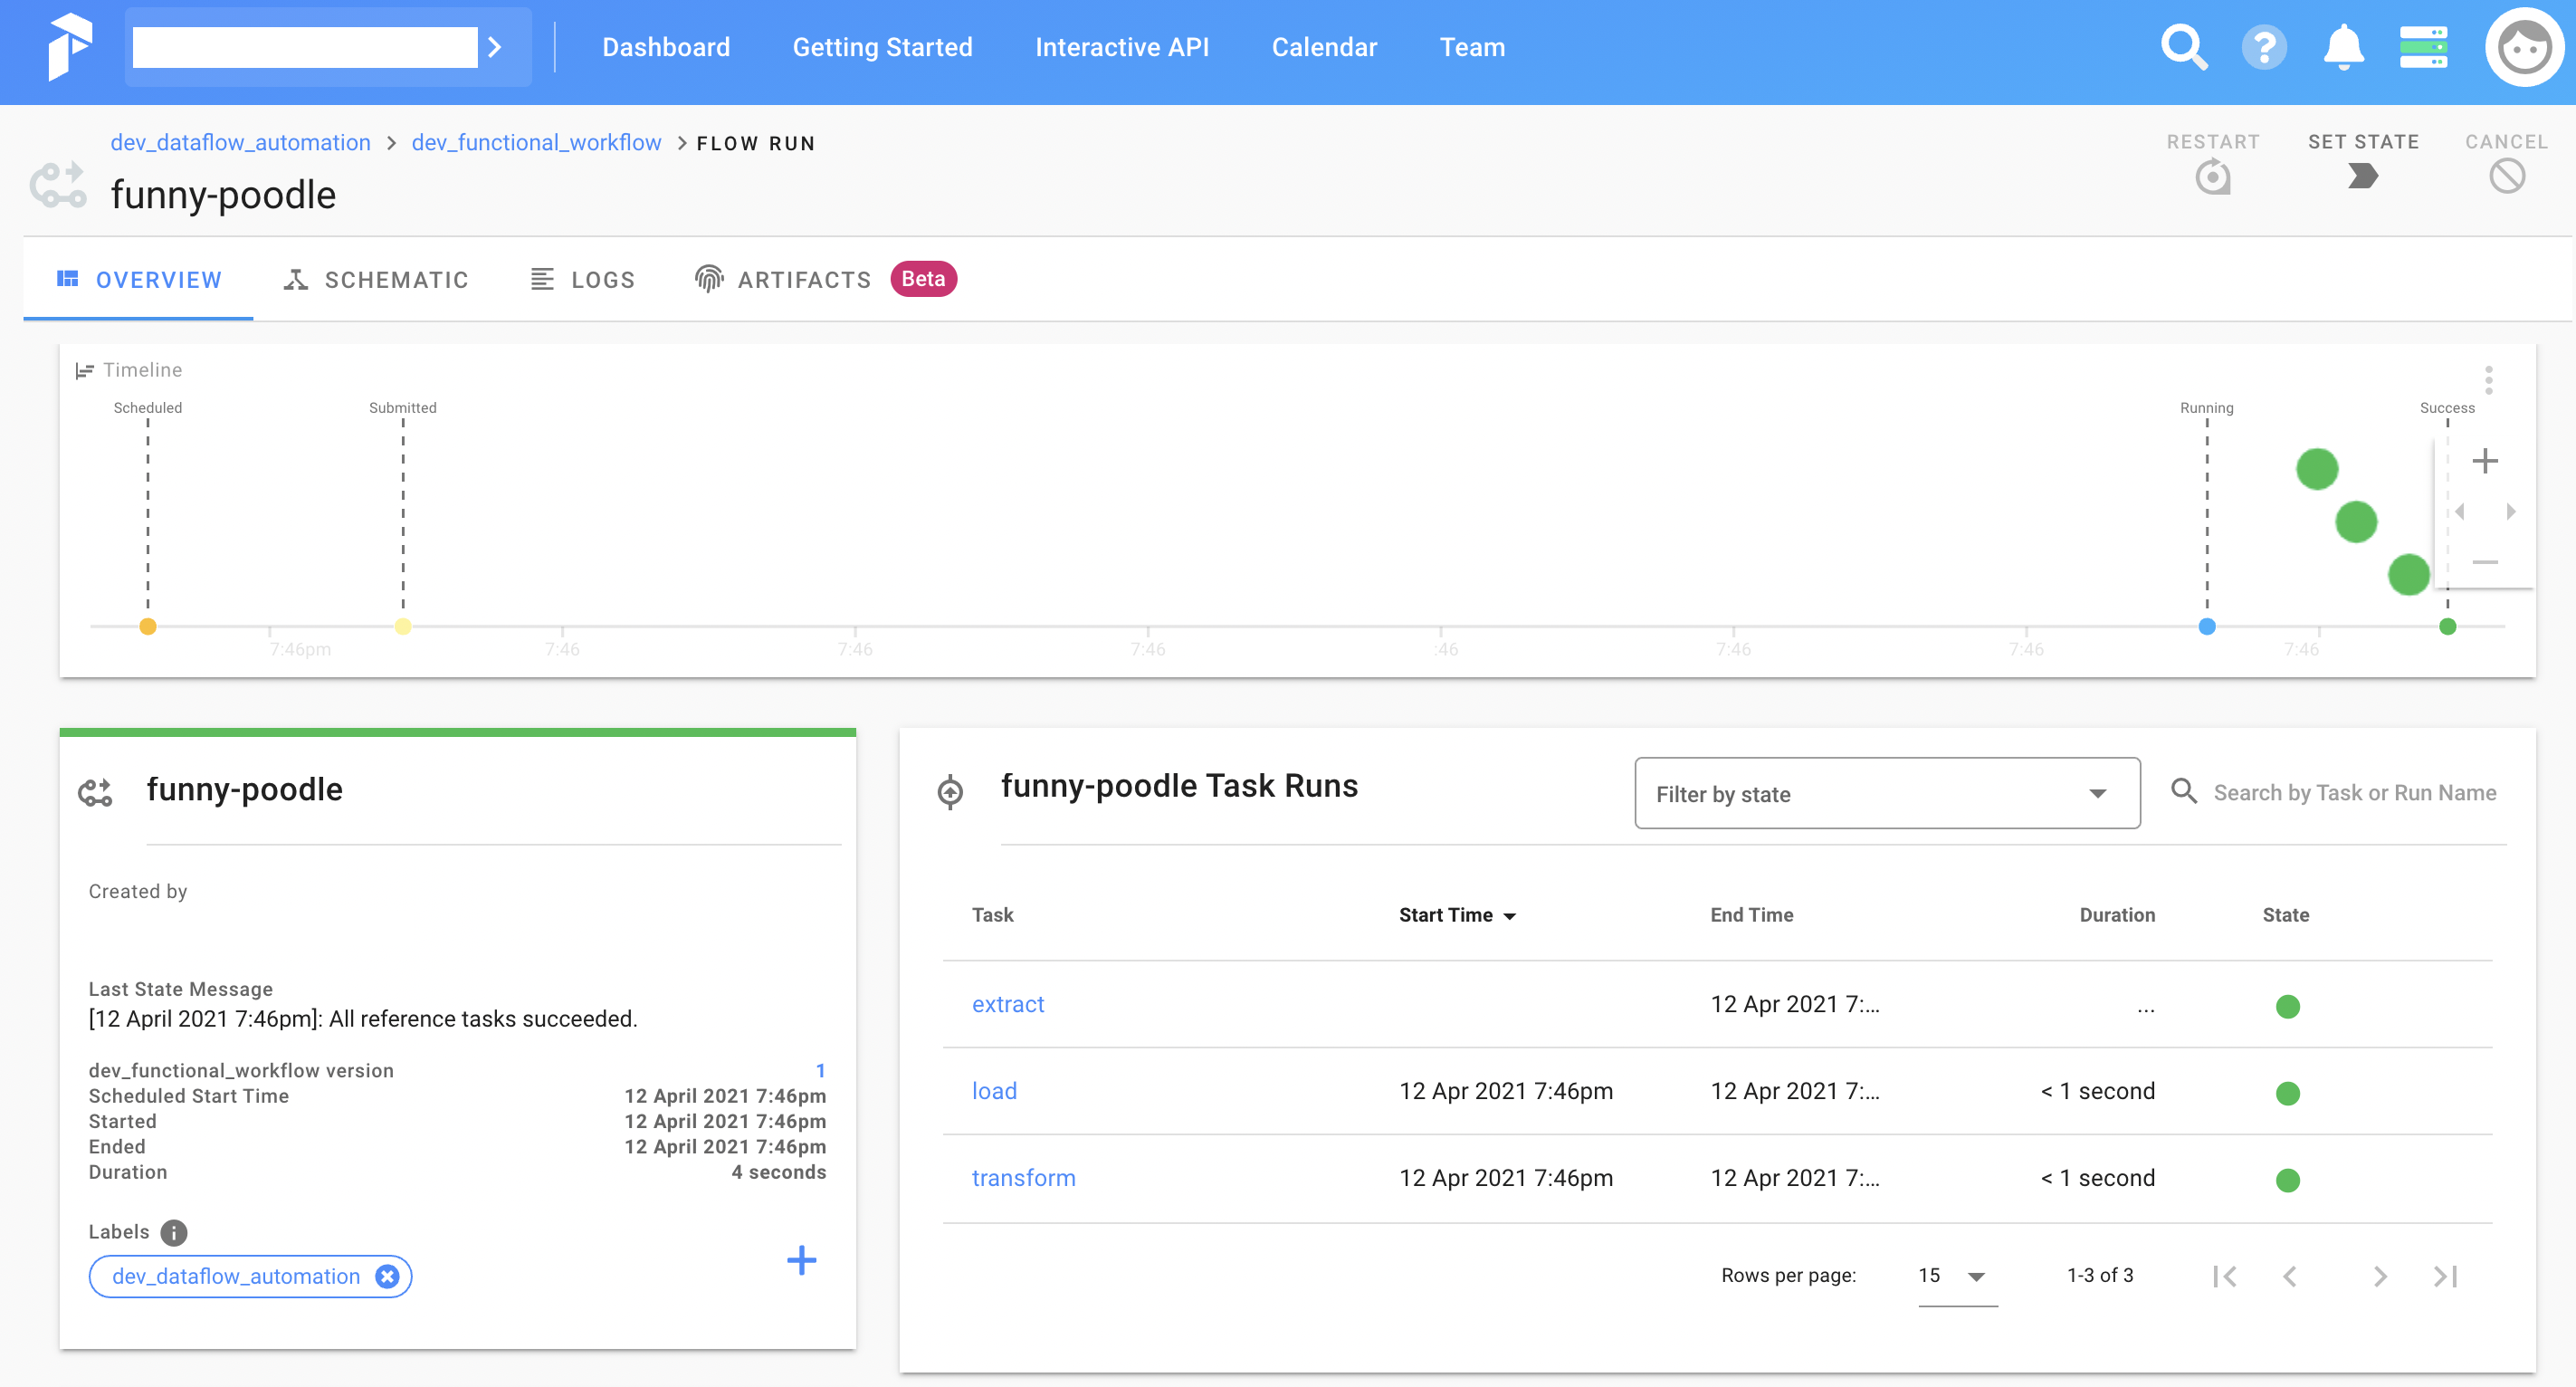 Dashboard Getting Started Interactive API Calendar Team
dev_dataflow_automation > dev_functional_workflow > FLOW RUN
funny-poodle
RESTART SET STATE CANCEL
OVERVIEW SCHEMATIC LOGS ARTIFACTS Beta
Timeline
Scheduled Submitted Running Success
7:46pm 7:46 7:46 7:46 :46 7:46 7:46 7:46
funny-poodle
Created by
Last State Message
[12 April 2021 7:46pm]: All reference tasks succeeded.
dev_functional_workflow version 1
Scheduled Start Time 12 April 2021 7:46pm
Started 12 April 2021 7:46pm
Ended 12 April 2021 7:46pm
Duration 4 seconds
Labels
dev_dataflow_automation
funny-poodle Task Runs
Filter by state
Search by Task or Run Name
Task Start Time End Time Duration State
extract 12 Apr 2021 7:... ...
load 12 Apr 2021 7:46pm 12 Apr 2021 7:... < 1 second
transform 12 Apr 2021 7:46pm 12 Apr 2021 7:... < 1 second
Rows per page: 15 1-3 of 3